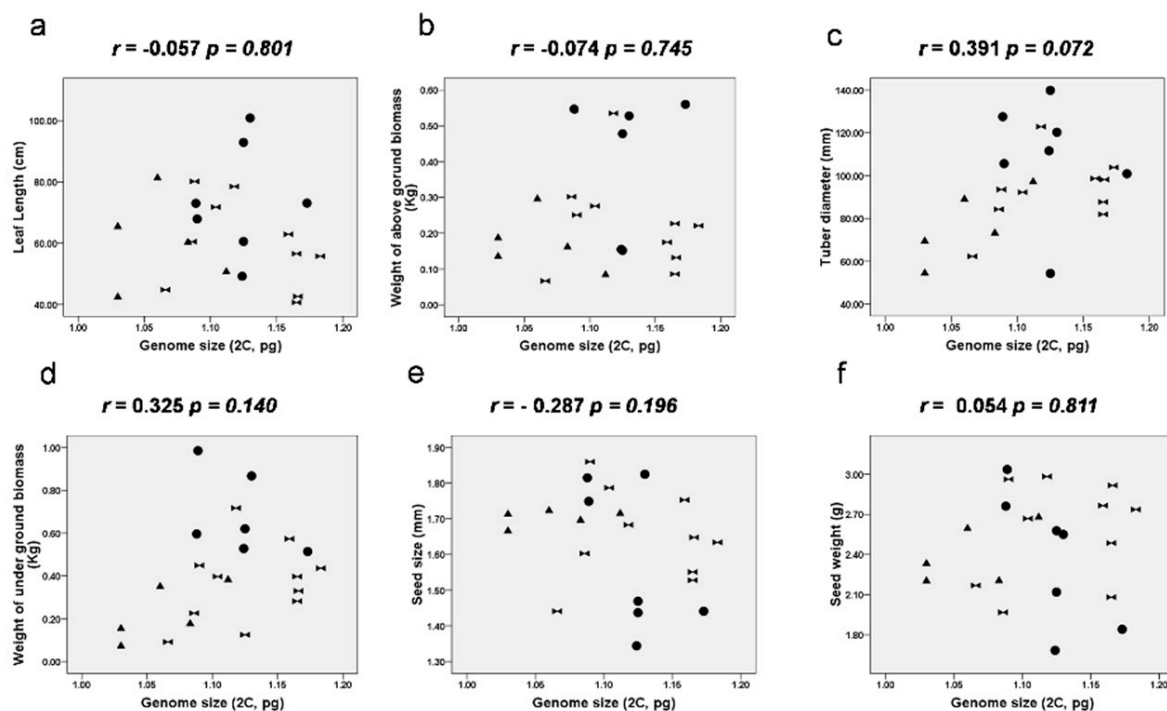 a
r = -0.057 p = 0.801
Leaf Length (cm)
100.00
80.00
60.00
40.00
1.00 1.05 1.10 1.15 1.20
Genome size (2C, pg)
b
r = -0.074 p = 0.745
Weight of above gorund biomass
(Kg)
0.60
0.50
0.40
0.30
0.20
0.10
0.00
1.00 1.05 1.10 1.15 1.20
Genome size (2C, pg)
c
r = 0.391 p = 0.072
Tuber diameter (mm)
140.00
120.00
100.00
80.00
60.00
40.00
1.00 1.05 1.10 1.15 1.20
Genome size (2C, pg)
d
r = 0.325 p = 0.140
Weight of under ground biomass
(Kg)
1.00
0.80
0.60
0.40
0.20
0.00
1.00 1.05 1.10 1.15 1.20
Genome size (2C, pg)
e
r = - 0.287 p = 0.196
Seed size (mm)
1.90
1.80
1.70
1.60
1.50
1.40
1.30
1.00 1.05 1.10 1.15 1.20
Genome size (2C, pg)
f
r = 0.054 p = 0.811
Seed weight (g)
3.00
2.70
2.40
2.10
1.80
1.00 1.05 1.10 1.15 1.20
Genome size (2C, pg)